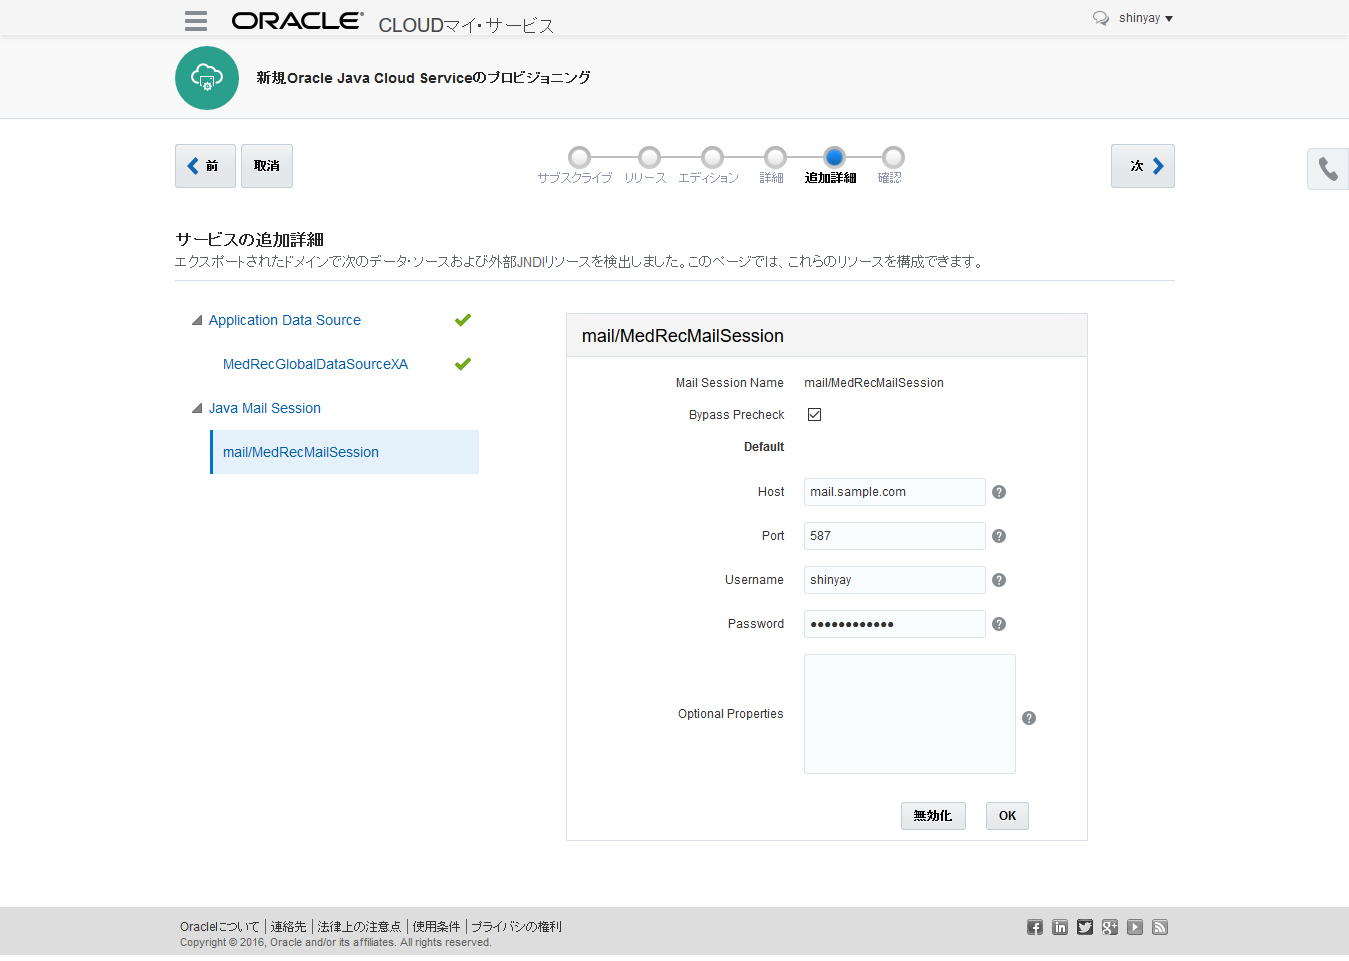 ORACLE® CLOUDマイ・サービス
shinyay
新規Oracle Java Cloud Serviceのプロビジョニング
前
取消
サブスクライブ
リリース
エディション
詳細
追加詳細
確認
次
サービスの追加詳細
エクスポートされたドメインで次のデータ・ソースおよび外部JNDIリソースを検出しました。このページでは、これらのリソースを構成できます。
Application Data Source
MedRecGlobalDataSourceXA
Java Mail Session
mail/MedRecMailSession
mail/MedRecMailSession
Mail Session Name mail/MedRecMailSession
Bypass Precheck
Default
Host mail.sample.com
Port 587
Username shinyay
Password ●●●●●●●●●●●●
Optional Properties
無効化
OK
Oracleについて | 連絡先 | 法律上の注意点 | 使用条件 | プライバシの権利
Copyright © 2016, Oracle and/or its affiliates. All rights reserved.